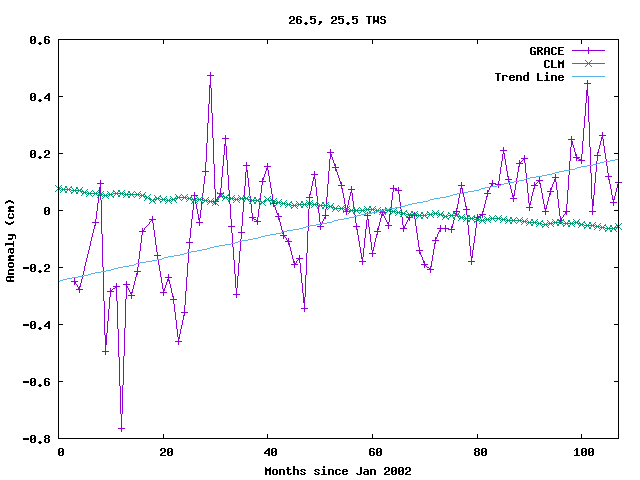 26.5, 25.5 TWS
GRACE
CLM
Trend Line
0.6
0.4
0.2
0
-0.2
-0.4
-0.6
-0.8
Anomaly (cm)
0 20 40 60 80 100
Months since Jan 2002